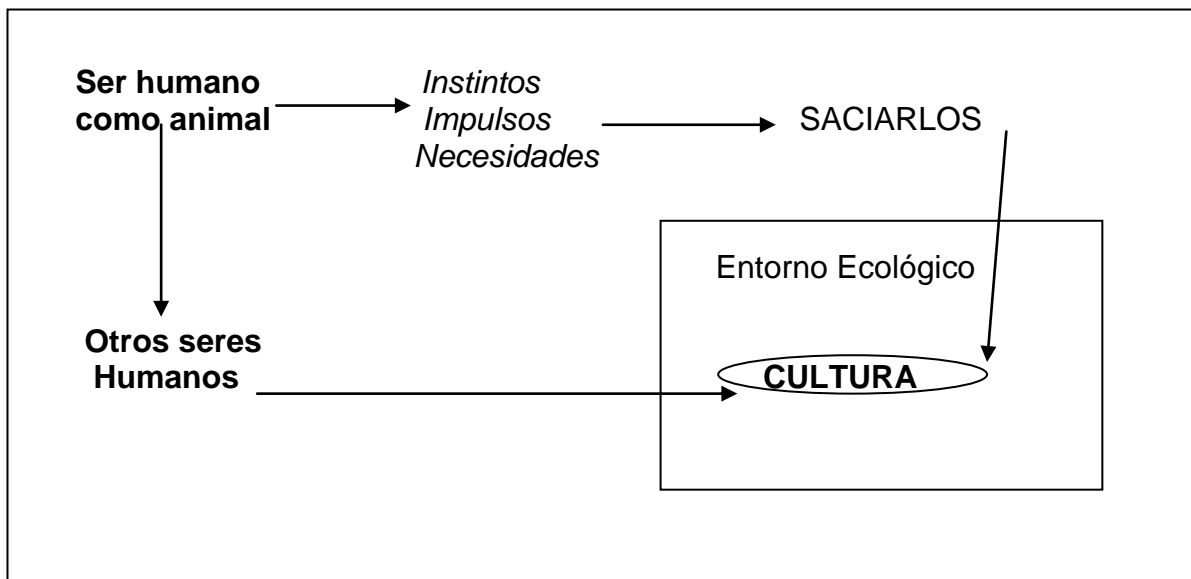 Ser humano
como animal
Instintos
Impulsos
Necesidades
SACIARLOS
Entorno Ecológico
Otros seres
Humanos
CULTURA